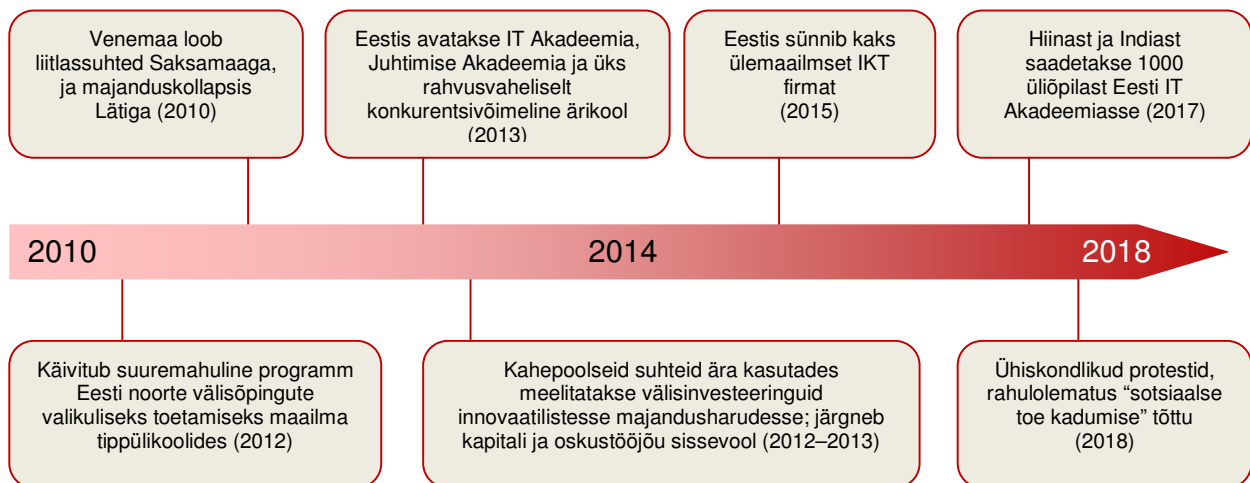 Venemaa loob
liitlassuhted Saksamaaga,
ja majanduskollapsis
Lätiga (2010)
Eestis avatakse IT Akadeemia,
Juhtimise Akadeemia ja üks
rahvusvaheliselt
konkurentsivõimeline ärikool
(2013)
Eestis sünnib kaks
ülemaailmset IKT
firmat
(2015)
Hiinast ja Indiast
saadetakse 1000
üliõpilast Eesti IT
Akadeemiasse (2017)
2010
2014
2018
Käivitub suuremahuline programm
Eesti noorte välisõpingute
valikuliseks toetamiseks maailma
tippülikoolides (2012)
Kahepoolseid suhteid ära kasutades
meelitatakse välisinvesteeringuid
innovaatilistesse majandusharudesse; järgneb
kapitali ja oskustööjõu sissevool (2012–2013)
Ühiskondlikud protestid,
rahulolematus “sotsiaalse
toe kadumise” tõttu
(2018)